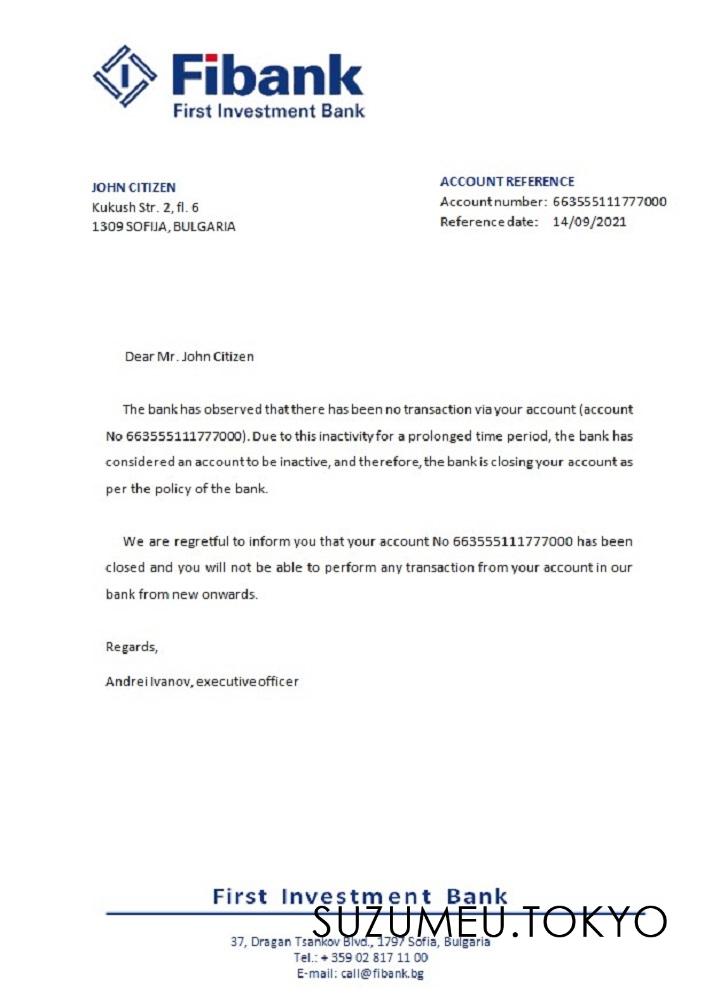 Fibank
First Investment Bank
JOHN CITIZEN
Kukush Str. 2, fl. 6
1309 SOFIJA, BULGARIA
ACCOUNT REFERENCE
Account number: 663555111777000
Reference date: 14/09/2021
Dear Mr. John Citizen
The bank has observed that there has been no transaction via your account (account
No 663555111777000). Due to this inactivity for a prolonged time period, the bank has
considered an account to be inactive, and therefore, the bank is closing your account as
per the policy of the bank.
We are regretful to inform you that your account No 663555111777000 has been
closed and you will not be able to perform any transaction from your account in our
bank from new onwards.
Regards,
Andrei Ivanov, executive officer
First Investment Bank
SUZUMEU.TOKYO
37, Dragan Tsankov Blvd., 1797 Sofia, Bulgaria
Tel.: + 359 02 817 11 00
E-mail: call@fibank.bg